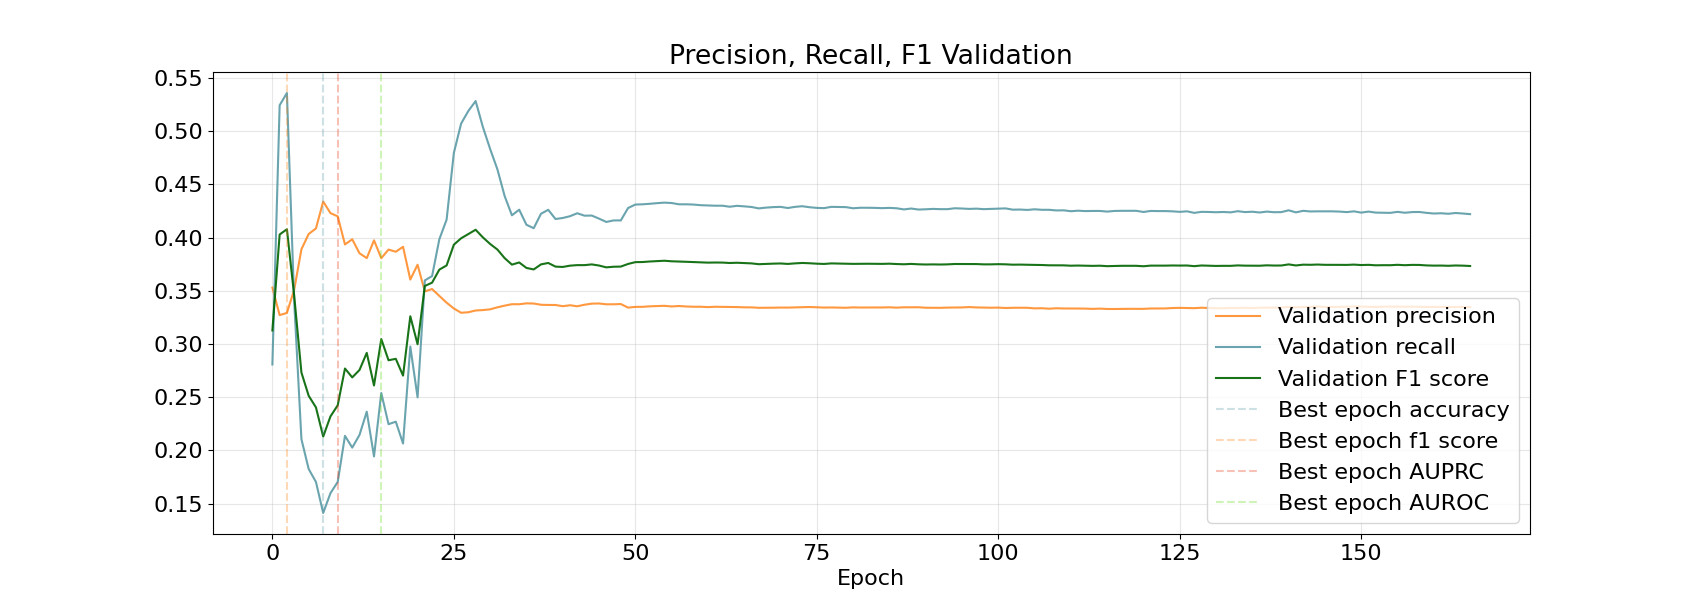 Precision, Recall, F1 Validation
0.55
0.50
0.45
0.40
0.35
0.30
0.25
0.20
0.15
0 25 50 75 100 125 150
Epoch
Validation precision
Validation recall
Validation F1 score
Best epoch accuracy
Best epoch f1 score
Best epoch AUPRC
Best epoch AUROC